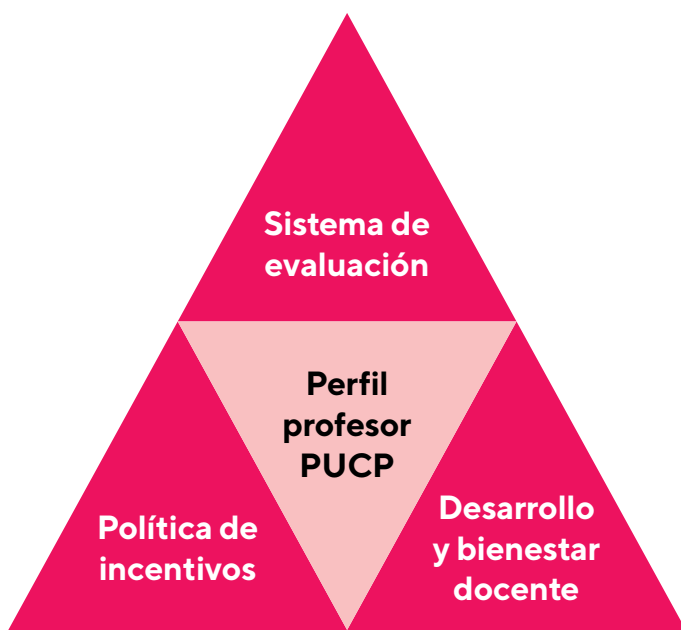 Sistema de
evaluación
Perfil
profesor
PUCP
Política de
incentivos
Desarrollo
y bienestar
docente